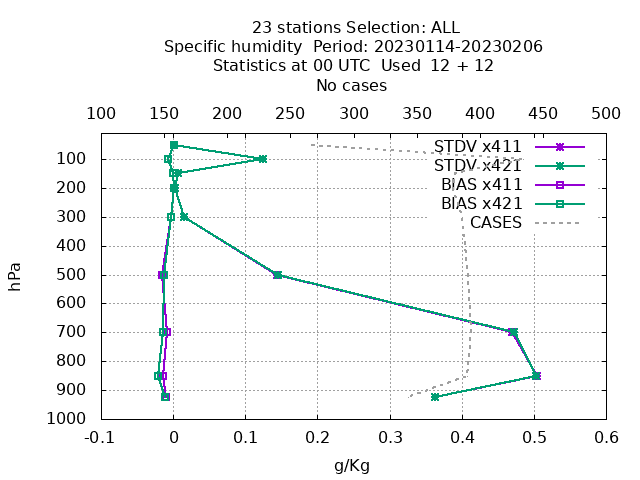 23 stations Selection: ALL
Specific humidity  Period: 20230114-20230206
Statistics at 00 UTC  Used  12 + 12
No cases
100 150 200 250 300 350 400 450 500
STDV x411
STDV x421
BIAS x411
BIAS x421
CASES
100
200
300
400
500
600
700
800
900
1000
hPa
-0.1 0 0.1 0.2 0.3 0.4 0.5 0.6
g/Kg